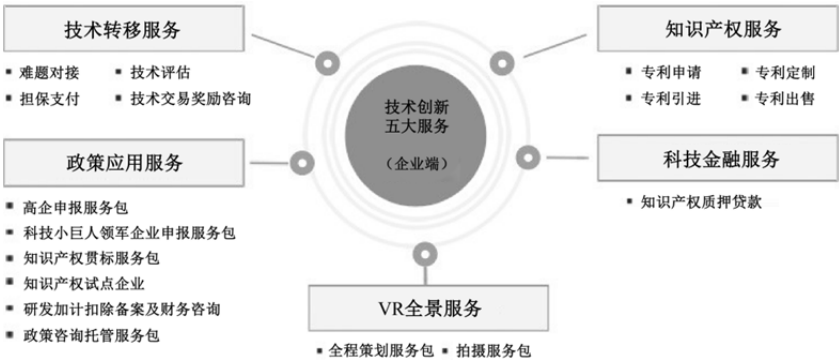 技术转移服务
难题对接 技术评估
担保支付 技术交易奖励咨询
知识产权服务
专利申请 专利定制
专利引进 专利出售
技术创新
五大服务
（企业端）
政策应用服务
高企申报服务包
科技小巨人领军企业申报服务包
知识产权贯标服务包
知识产权试点企业
研发加计扣除备案及财务咨询
政策咨询托管服务包
科技金融服务
知识产权质押贷款
VR全景服务
全程策划服务包 拍摄服务包